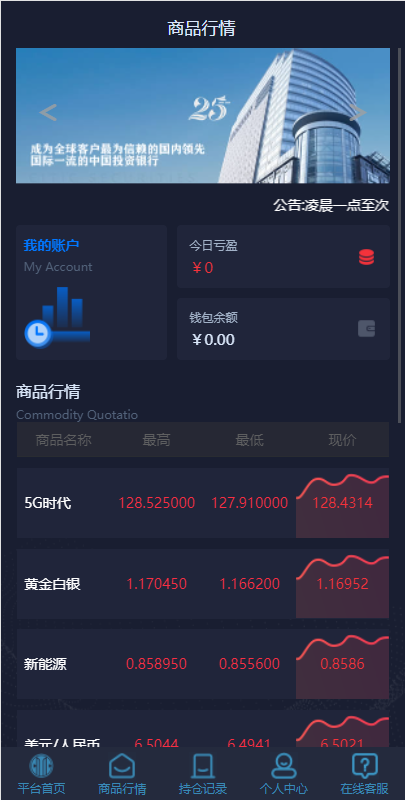 商品行情
25
成为全球客户最为信赖的国内领先
国际一流的中国投资银行
公告:凌晨一点至次
我的账户
My Account
今日亏盈
￥0
钱包余额
￥0.00
商品行情
Commodity Quotatio
商品名称 最高 最低 现价
5G时代 128.525000 127.910000 128.4314
黄金白银 1.170450 1.166200 1.16952
新能源 0.858950 0.855600 0.8586
美元/人民币 6.5044 6.4941 6.5021
平台首页 商品行情 持仓记录 个人中心 在线客服